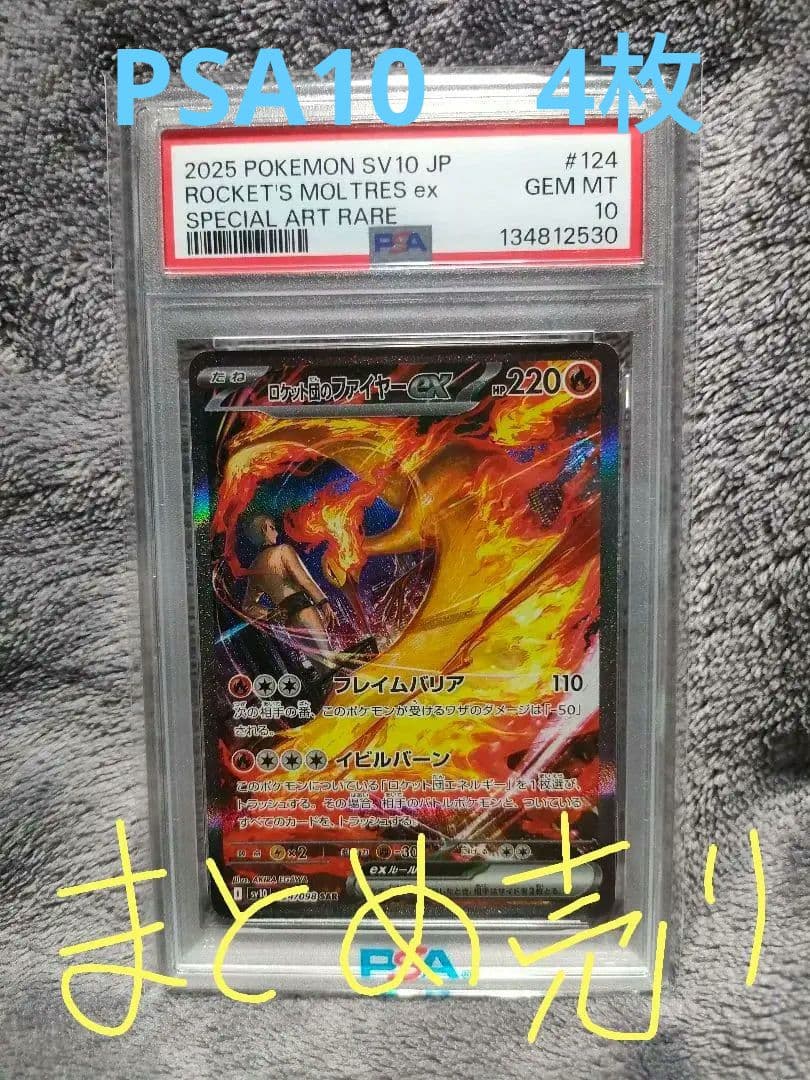 PSA10 4枚
2025 POKEMON SV10 JP #124
ROCKET'S MOLTRES ex GEM MT
SPECIAL ART RARE 10
PSA 134812530
たね ロケット団のファイヤーex HP220
フレイムバリア 110
次の相手の番、このポケモンが受けるワザのダメージは「-50」
される。
イビルバーン
このポケモンについている「ロケット団エネルギー」を1枚選び、
トラッシュする。その場合、相手のバトルポケモンと、ついている
すべてのカードを、トラッシュする。
×2 -30
exルール
Illus. AKIRA EGAWA
/098 SAR
まとめ売り
PSA